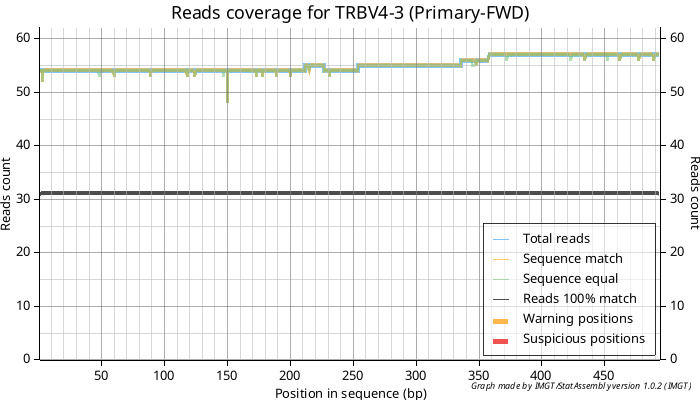 Reads coverage for TRBV4-3 (Primary-FWD)
60
50
40
30
20
10
0
Reads count
60
50
40
30
20
10
0
Reads count
Total reads
Sequence match
Sequence equal
Reads 100% match
Warning positions
Suspicious positions
50 100 150 200 250 300 350 400 450
Position in sequence (bp)
Graph made by IMGT/StatAssembly version 1.0.2 (IMGT)